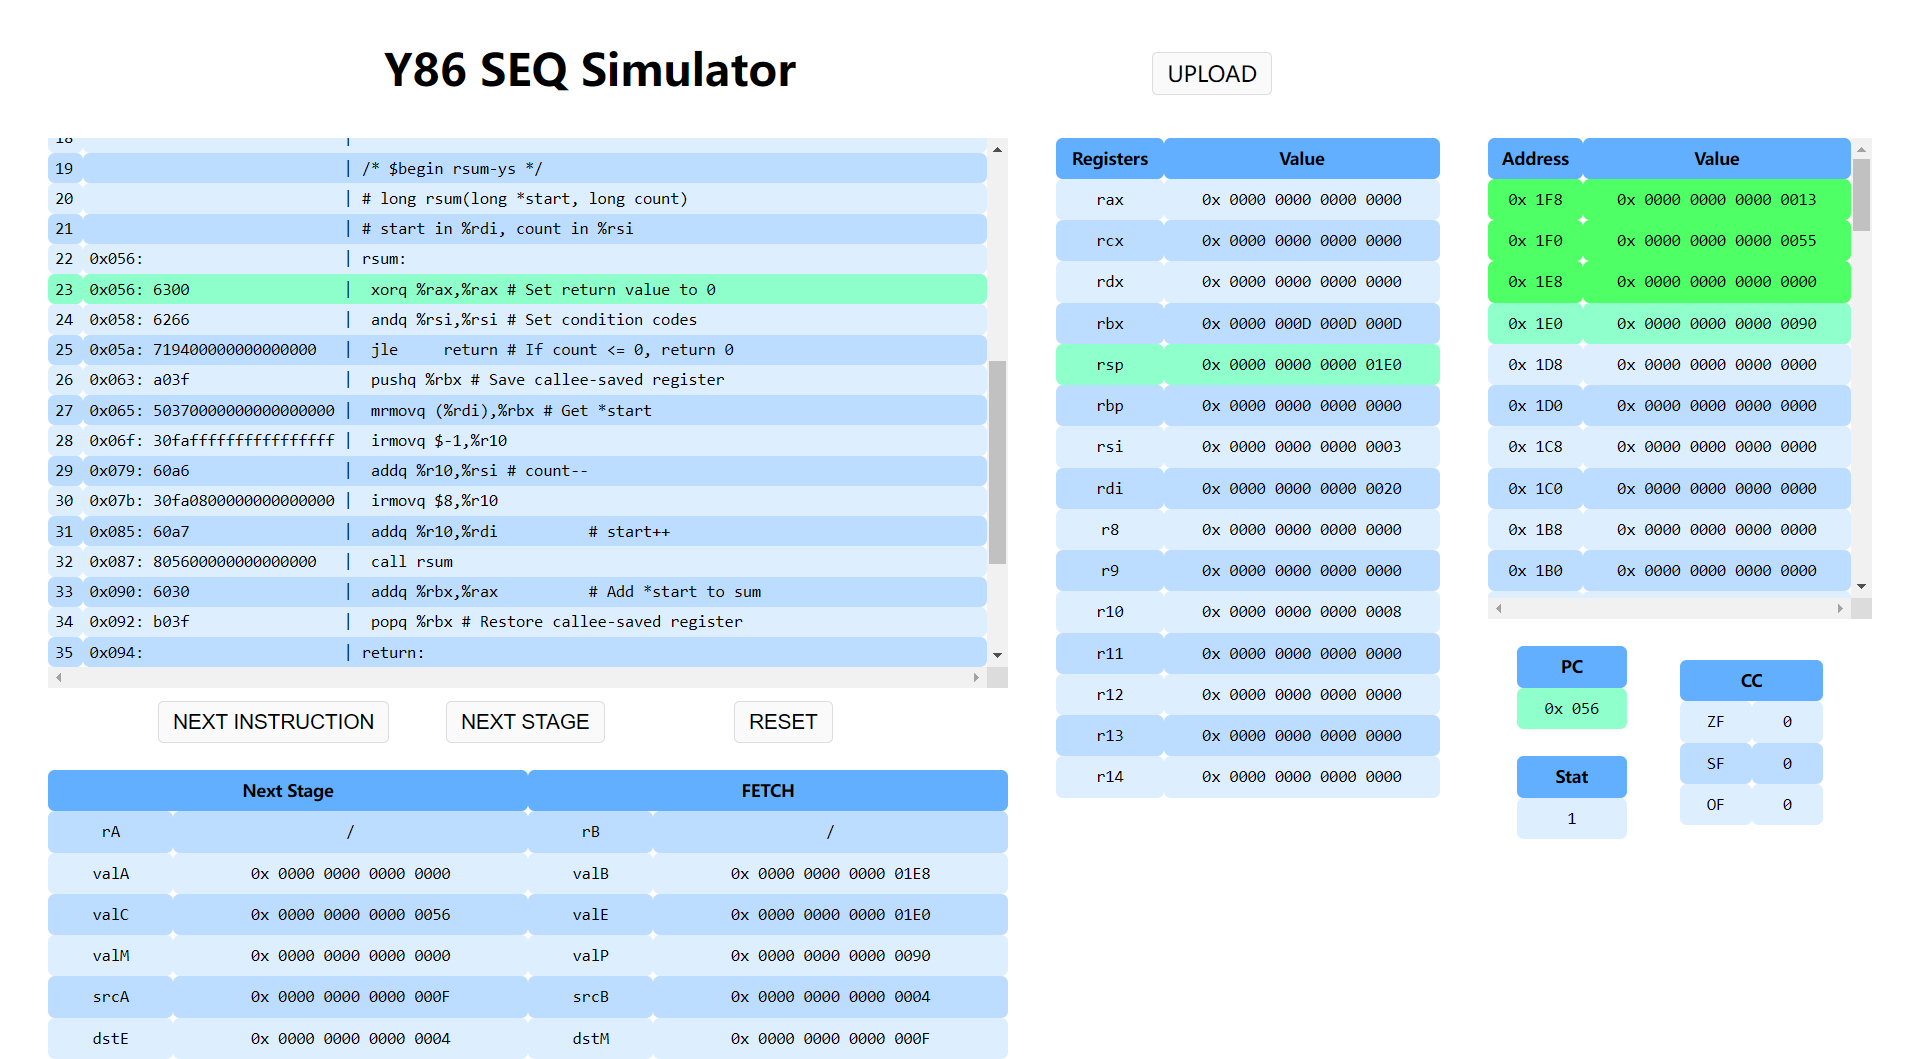 Y86 SEQ Simulator
UPLOAD
18 |
19 | /* $begin rsum-ys */
20 | # long rsum(long *start, long count)
21 | # start in %rdi, count in %rsi
22 0x056: | rsum:
23 0x056: 6300 | xorq %rax,%rax # Set return value to 0
24 0x058: 6266 | andq %rsi,%rsi # Set condition codes
25 0x05a: 719400000000000000 | jle return # If count <= 0, return 0
26 0x063: a03f | pushq %rbx # Save callee-saved register
27 0x065: 50370000000000000000 | mrmovq (%rdi),%rbx # Get *start
28 0x06f: 30faffffffffffffffff | irmovq $-1,%r10
29 0x079: 60a6 | addq %r10,%rsi # count--
30 0x07b: 30fa0800000000000000 | irmovq $8,%r10
31 0x085: 60a7 | addq %r10,%rdi # start++
32 0x087: 805600000000000000 | call rsum
33 0x090: 6030 | addq %rbx,%rax # Add *start to sum
34 0x092: b03f | popq %rbx # Restore callee-saved register
35 0x094: | return:
NEXT INSTRUCTION NEXT STAGE RESET
Next Stage FETCH
rA / rB /
valA 0x 0000 0000 0000 0000 valB 0x 0000 0000 0000 01E8
valC 0x 0000 0000 0000 0056 valE 0x 0000 0000 0000 01E0
valM 0x 0000 0000 0000 0000 valP 0x 0000 0000 0000 0090
srcA 0x 0000 0000 0000 000F srcB 0x 0000 0000 0000 0004
dstE 0x 0000 0000 0000 0004 dstM 0x 0000 0000 0000 000F
Registers Value
rax 0x 0000 0000 0000 0000
rcx 0x 0000 0000 0000 0000
rdx 0x 0000 0000 0000 0000
rbx 0x 0000 000D 000D 000D
rsp 0x 0000 0000 0000 01E0
rbp 0x 0000 0000 0000 0000
rsi 0x 0000 0000 0000 0003
rdi 0x 0000 0000 0000 0020
r8 0x 0000 0000 0000 0000
r9 0x 0000 0000 0000 0000
r10 0x 0000 0000 0000 0008
r11 0x 0000 0000 0000 0000
r12 0x 0000 0000 0000 0000
r13 0x 0000 0000 0000 0000
r14 0x 0000 0000 0000 0000
Address Value
0x 1F8 0x 0000 0000 0000 0013
0x 1F0 0x 0000 0000 0000 0055
0x 1E8 0x 0000 0000 0000 0000
0x 1E0 0x 0000 0000 0000 0090
0x 1D8 0x 0000 0000 0000 0000
0x 1D0 0x 0000 0000 0000 0000
0x 1C8 0x 0000 0000 0000 0000
0x 1C0 0x 0000 0000 0000 0000
0x 1B8 0x 0000 0000 0000 0000
0x 1B0 0x 0000 0000 0000 0000
PC
0x 056
Stat
1
CC
ZF 0
SF 0
OF 0